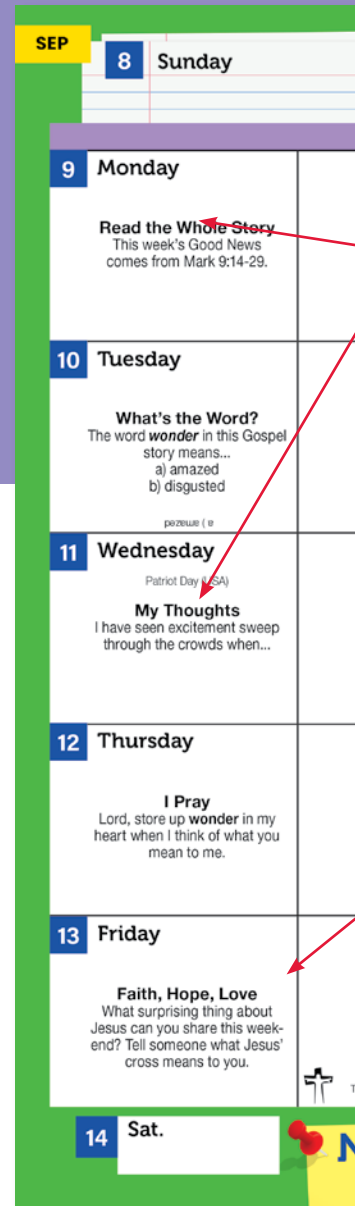 SEP
8 Sunday
9 Monday
Read the Whole Story
This week's Good News
comes from Mark 9:14-29.
10 Tuesday
What's the Word?
The word wonder in this Gospel
story means...
a) amazed
b) disgusted
a) amazed
11 Wednesday
Patriot Day (USA)
My Thoughts
I have seen excitement sweep
through the crowds when...
12 Thursday
I Pray
Lord, store up wonder in my
heart when I think of what you
mean to me.
13 Friday
Faith, Hope, Love
What surprising thing about
Jesus can you share this week-
end? Tell someone what Jesus'
cross means to you.
T
14 Sat.
N